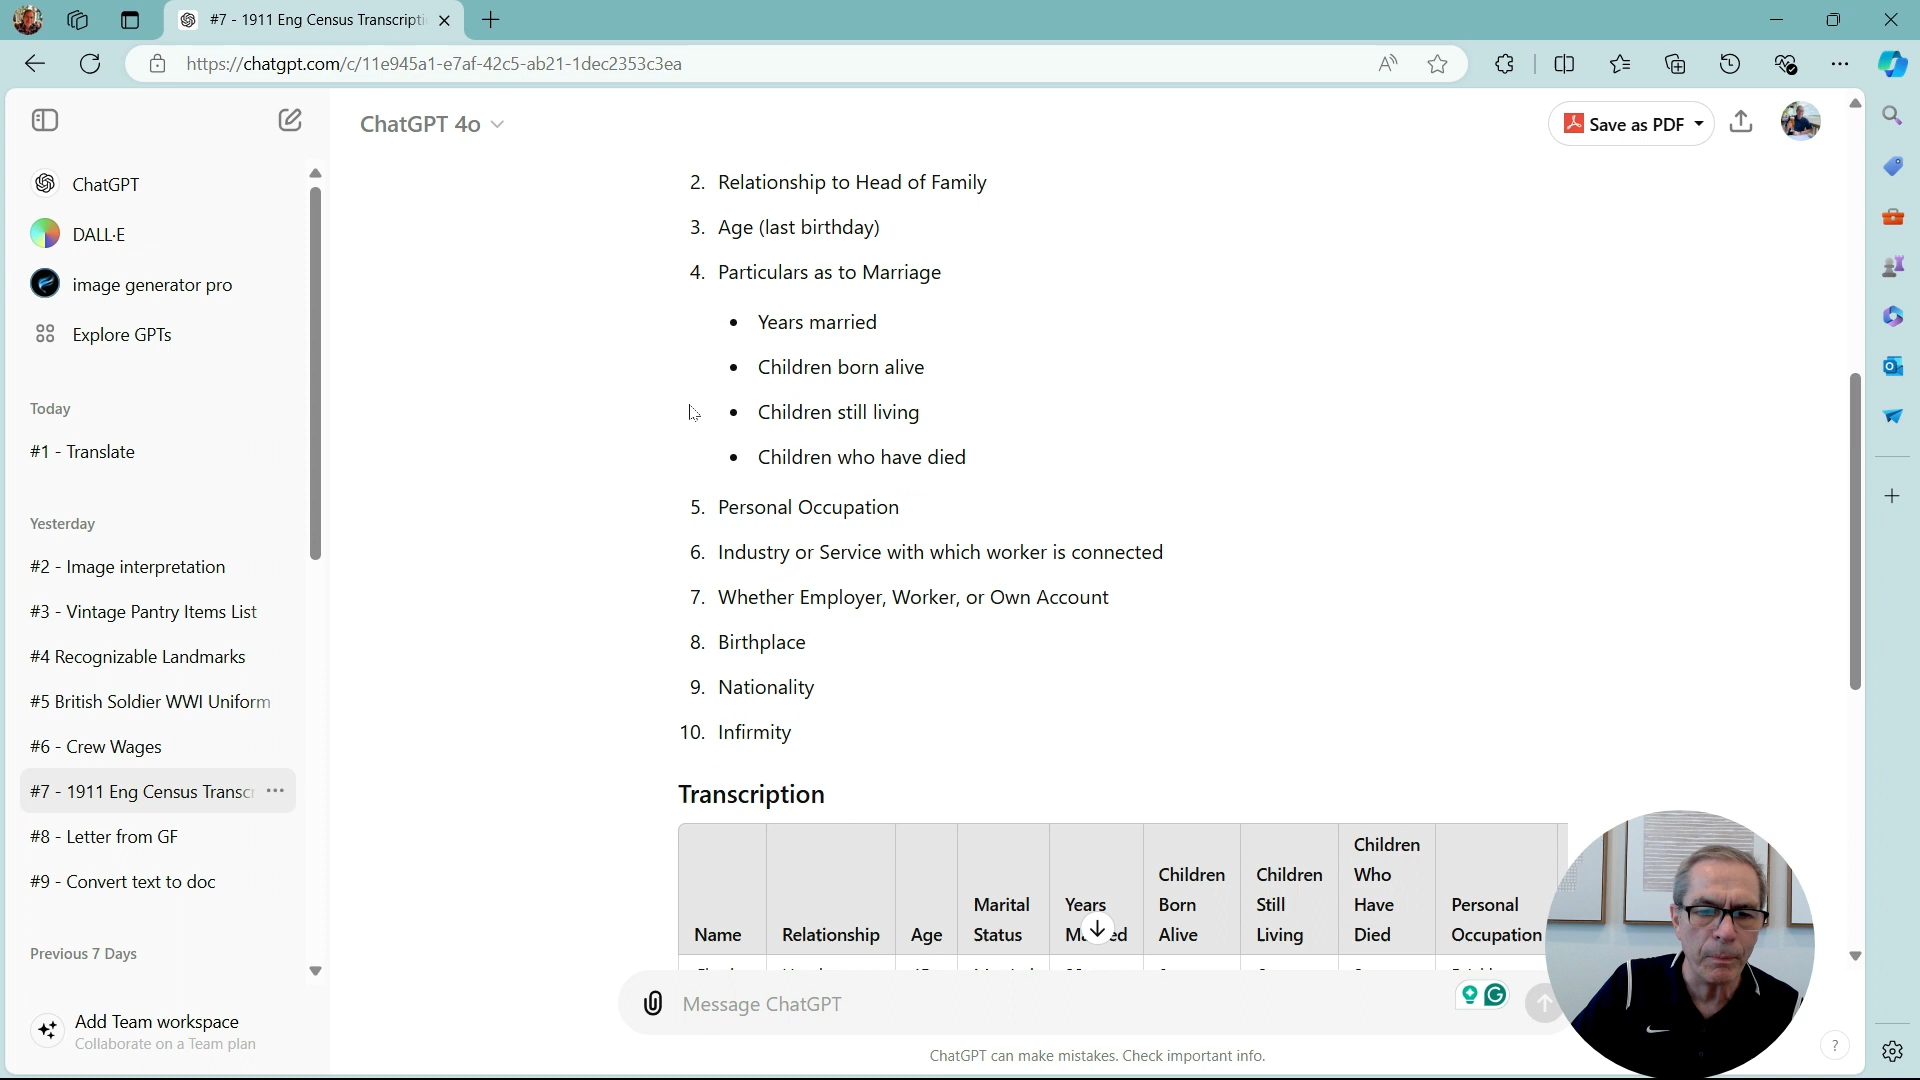 #7 - 1911 Eng Census Transcripti
https://chatgpt.com/c/11e945a1-e7af-42c5-ab21-1dec2353c3ea
ChatGPT 4o
Save as PDF
ChatGPT
DALL·E
image generator pro
Explore GPTs
Today
#1 - Translate
Yesterday
#2 - Image interpretation
#3 - Vintage Pantry Items List
#4 Recognizable Landmarks
#5 British Soldier WWI Uniform
#6 - Crew Wages
#7 - 1911 Eng Census Transcr
#8 - Letter from GF
#9 - Convert text to doc
Previous 7 Days
Add Team workspace
Collaborate on a Team plan
2. Relationship to Head of Family
3. Age (last birthday)
4. Particulars as to Marriage
• Years married
• Children born alive
• Children still living
• Children who have died
5. Personal Occupation
6. Industry or Service with which worker is connected
7. Whether Employer, Worker, or Own Account
8. Birthplace
9. Nationality
10. Infirmity
Transcription
Children
Children Children Who
Marital Years Born Still Have Personal
Name Relationship Age Status Alive Living Died Occupation
Message ChatGPT
ChatGPT can make mistakes. Check important info.
?